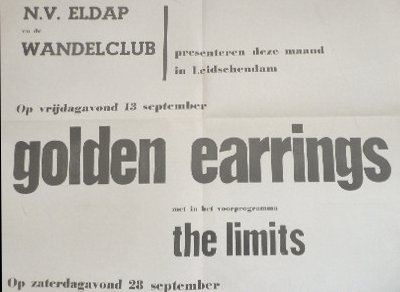 N.V. ELDAP
en de
WANDELCLUB
presenteren deze maand
in Leidschendam
Op vrijdagavond 13 september
golden earrings
met in het voorprogramma
the limits
Op zaterdagavond 28 september